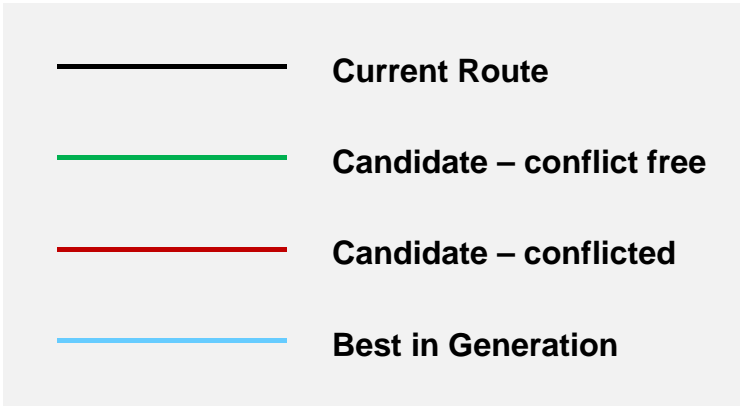 Current Route
Candidate – conflict free
Candidate – conflicted
Best in Generation